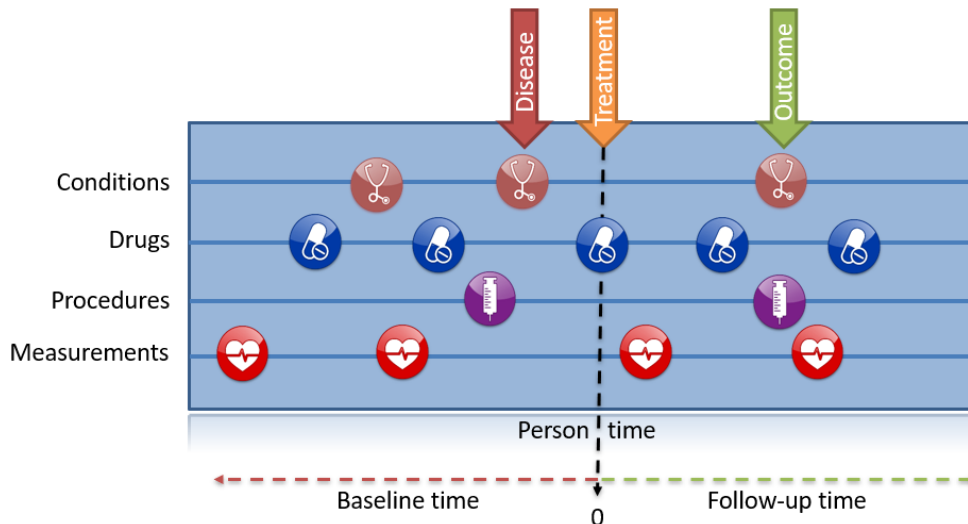 Disease
Treatment
Outcome
Conditions
Drugs
Procedures
Measurements
Person time
Baseline time
Follow-up time
0